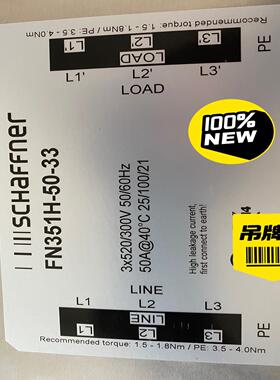 Recommended torque: 1.5 - 1.8Nm / PE: 3.5 - 4.0Nm
L1' L2' L3'
LOAD
L1' L2' L3'
LOAD
PE
100%
NEW
SCHAFFNER
FN351H-50-33
3x520/300V 50/60Hz
50A@40°C 25/100/21
High leakage current,
first connect to earth!
吊牌
LINE
L1 L2 L3
L1 L2 L3
LINE
PE
Recommended torque: 1.5 - 1.8Nm / PE: 3.5 - 4.0Nm